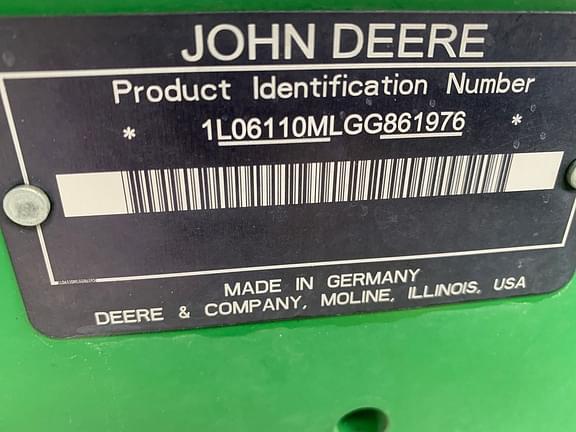 JOHN DEERE
Product Identification Number
* 1L06110MLGG861976 *
MADE IN GERMANY
DEERE & COMPANY, MOLINE, ILLINOIS, USA